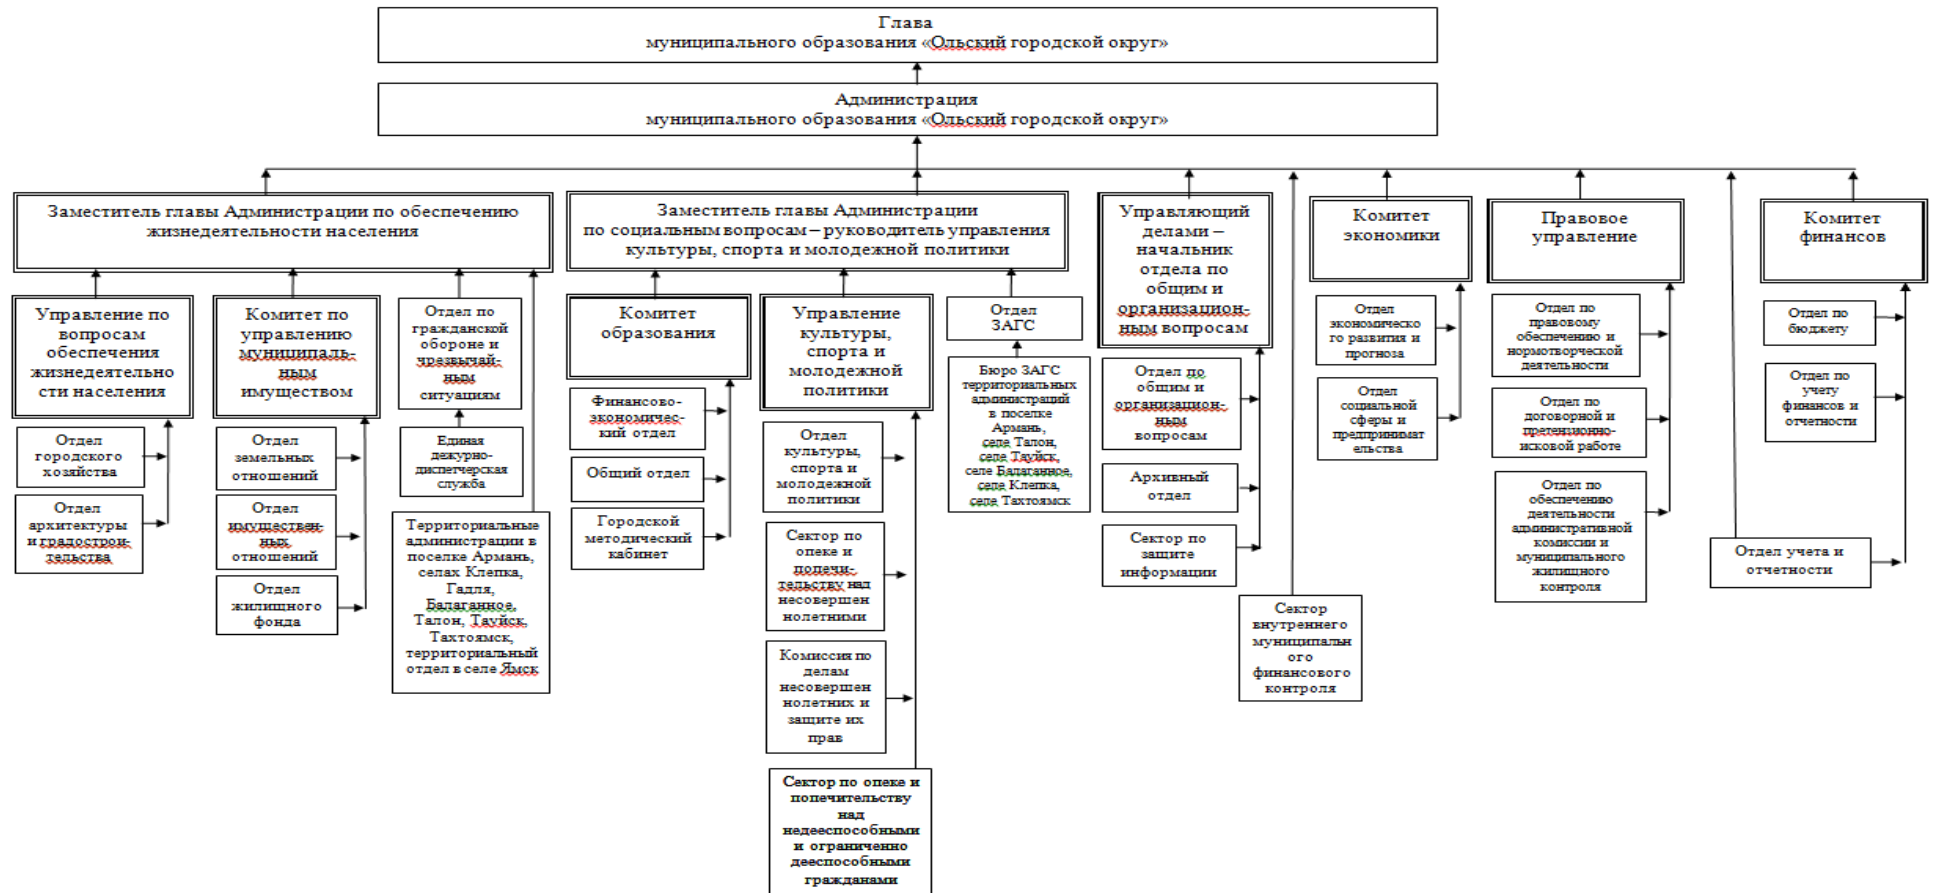 Глава
муниципального образования «Ольский городской округ»
Администрация
муниципального образования «Ольский городской округ»
Заместитель главы Администрации по обеспечению
жизнедеятельности населения
Заместитель главы Администрации
по социальным вопросам – руководитель управления
культуры, спорта и молодежной политики
Управляющий
делами –
начальник
отдела по
общим и
организацион-
ным вопросам
Комитет
экономики
Правовое
управление
Комитет
финансов
Управление по
вопросам
обеспечения
жизнедеятельно
сти населения
Комитет по
управлению
муниципаль-
ным
имуществом
Отдел по
гражданской
обороне и
чрезвычай-
ным
ситуациям
Комитет
образования
Управление
культуры,
спорта и
молодежной
политики
Отдел
ЗАГС
Отдел
экономическо
го развития и
прогноза
Отдел по
правовому
обеспечению и
нормотворческой
деятельности
Отдел по
бюджету
Отдел
городского
хозяйства
Отдел
архитектуры
и градострои-
тельства
Отдел
земельных
отношений
Отдел
имуществен-
ных
отношений
Отдел
жилищного
фонда
Единая
дежурно-
диспетчерская
служба
Территориальные
администрации в
поселке Армань,
селах Клепка,
Гадля,
Балаганное,
Талон, Тауйск,
Тахтоямск,
территориальный
отдел в селе Ямск
Финансово-
экономичес-
кий отдел
Общий отдел
Городской
методический
кабинет
Отдел
культуры,
спорта и
молодежной
политики
Сектор по
опеке и
попечи-
тельству над
несовершен
нолетними
Комиссия по
делам
несовершен
нолетних и
защите их
прав
Сектор по опеке и
попечительству
над
недееспособными
и ограниченно
дееспособными
гражданами
Бюро ЗАГС
территориальных
администраций
в поселке
Армань,
селе Талон,
селе Тауйск,
селе Балаганное,
селе Клепка,
селе Тахтоямск
Отдел по
общим и
организацион-
ным
вопросам
Архивный
отдел
Сектор по
защите
информации
Сектор
внутреннего
муниципальн
ого
финансового
контроля
Отдел
социальной
сферы и
предпринимат
ельства
Отдел по
договорной и
претензионно-
исковой работе
Отдел по
обеспечению
деятельности
административной
комиссии и
муниципального
жилищного
контроля
Отдел по
учету
финансов и
отчетности
Отдел учета и
отчетности